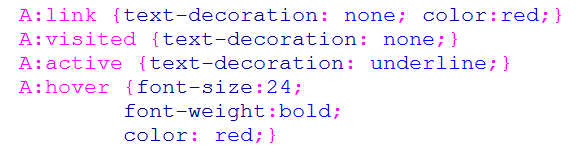 A:link {text-decoration: none; color:red;}
A:visited {text-decoration: none;}
A:active {text-decoration: underline;}
A:hover {font-size:24;
font-weight:bold;
color: red;}